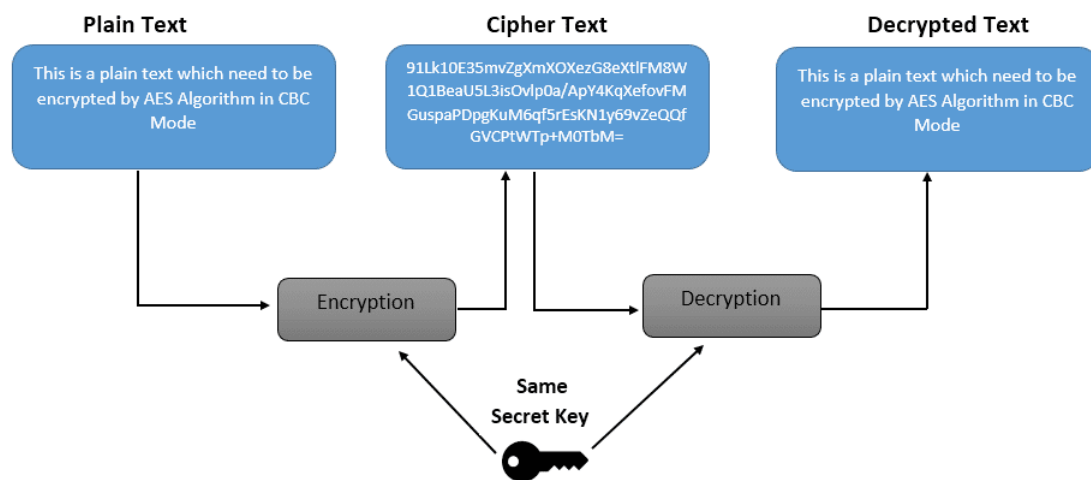 Plain Text
Cipher Text
Decrypted Text
This is a plain text which need to be
encrypted by AES Algorithm in CBC
Mode
91Lk10E35mvZgXmXOXezG8eXtlFM8W
1Q1BeaU5L3isOvlp0a/ApY4KqXefovFM
GuspaPDpgKuM6qf5rEsKN1y69vZeQQf
GVCPtWTp+M0TbM=
This is a plain text which need to be
encrypted by AES Algorithm in CBC
Mode
Encryption
Decryption
Same
Secret Key